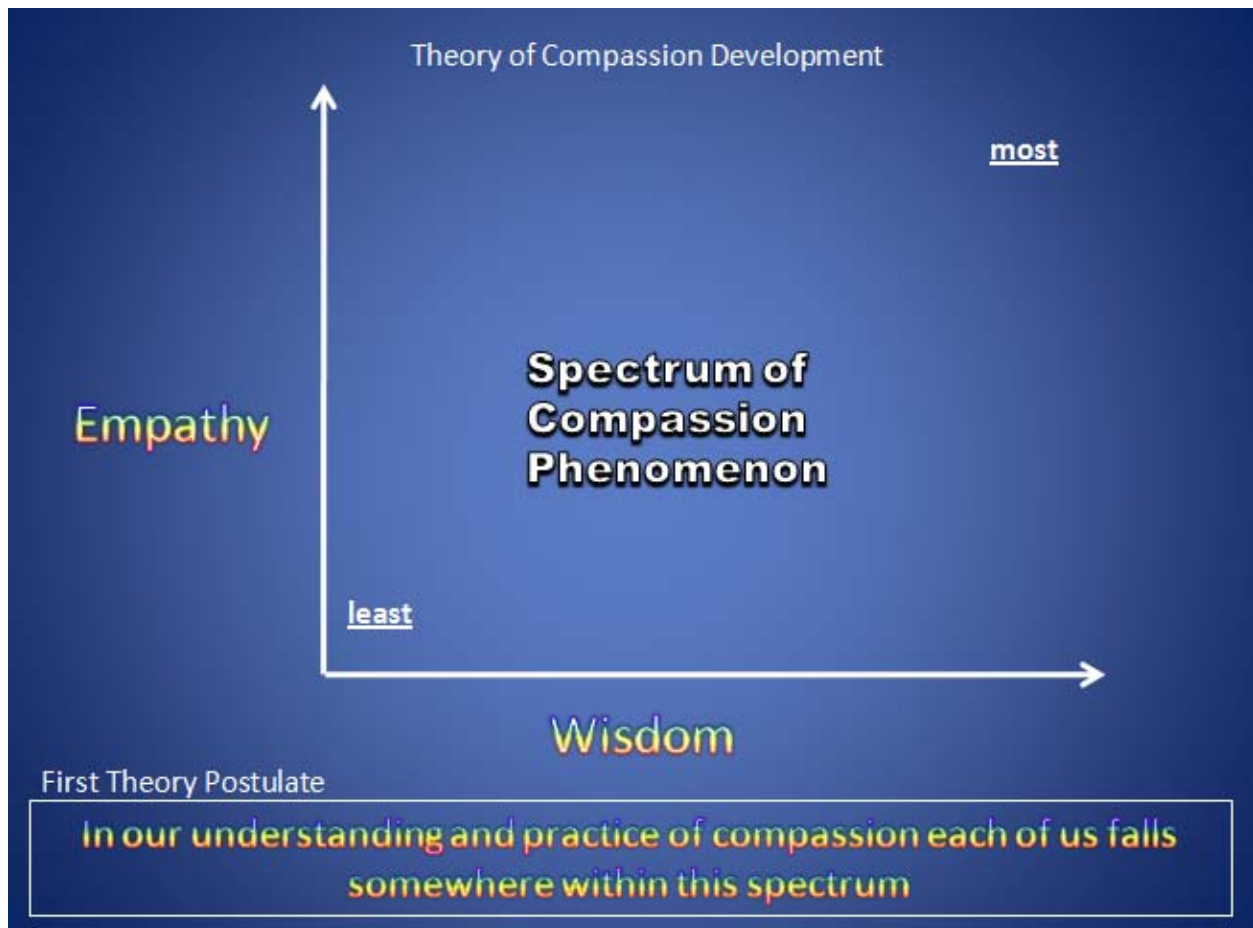 Theory of Compassion Development
most
Spectrum of
Compassion
Phenomenon
Empathy
least
Wisdom
First Theory Postulate
In our understanding and practice of compassion each of us falls
somewhere within this spectrum